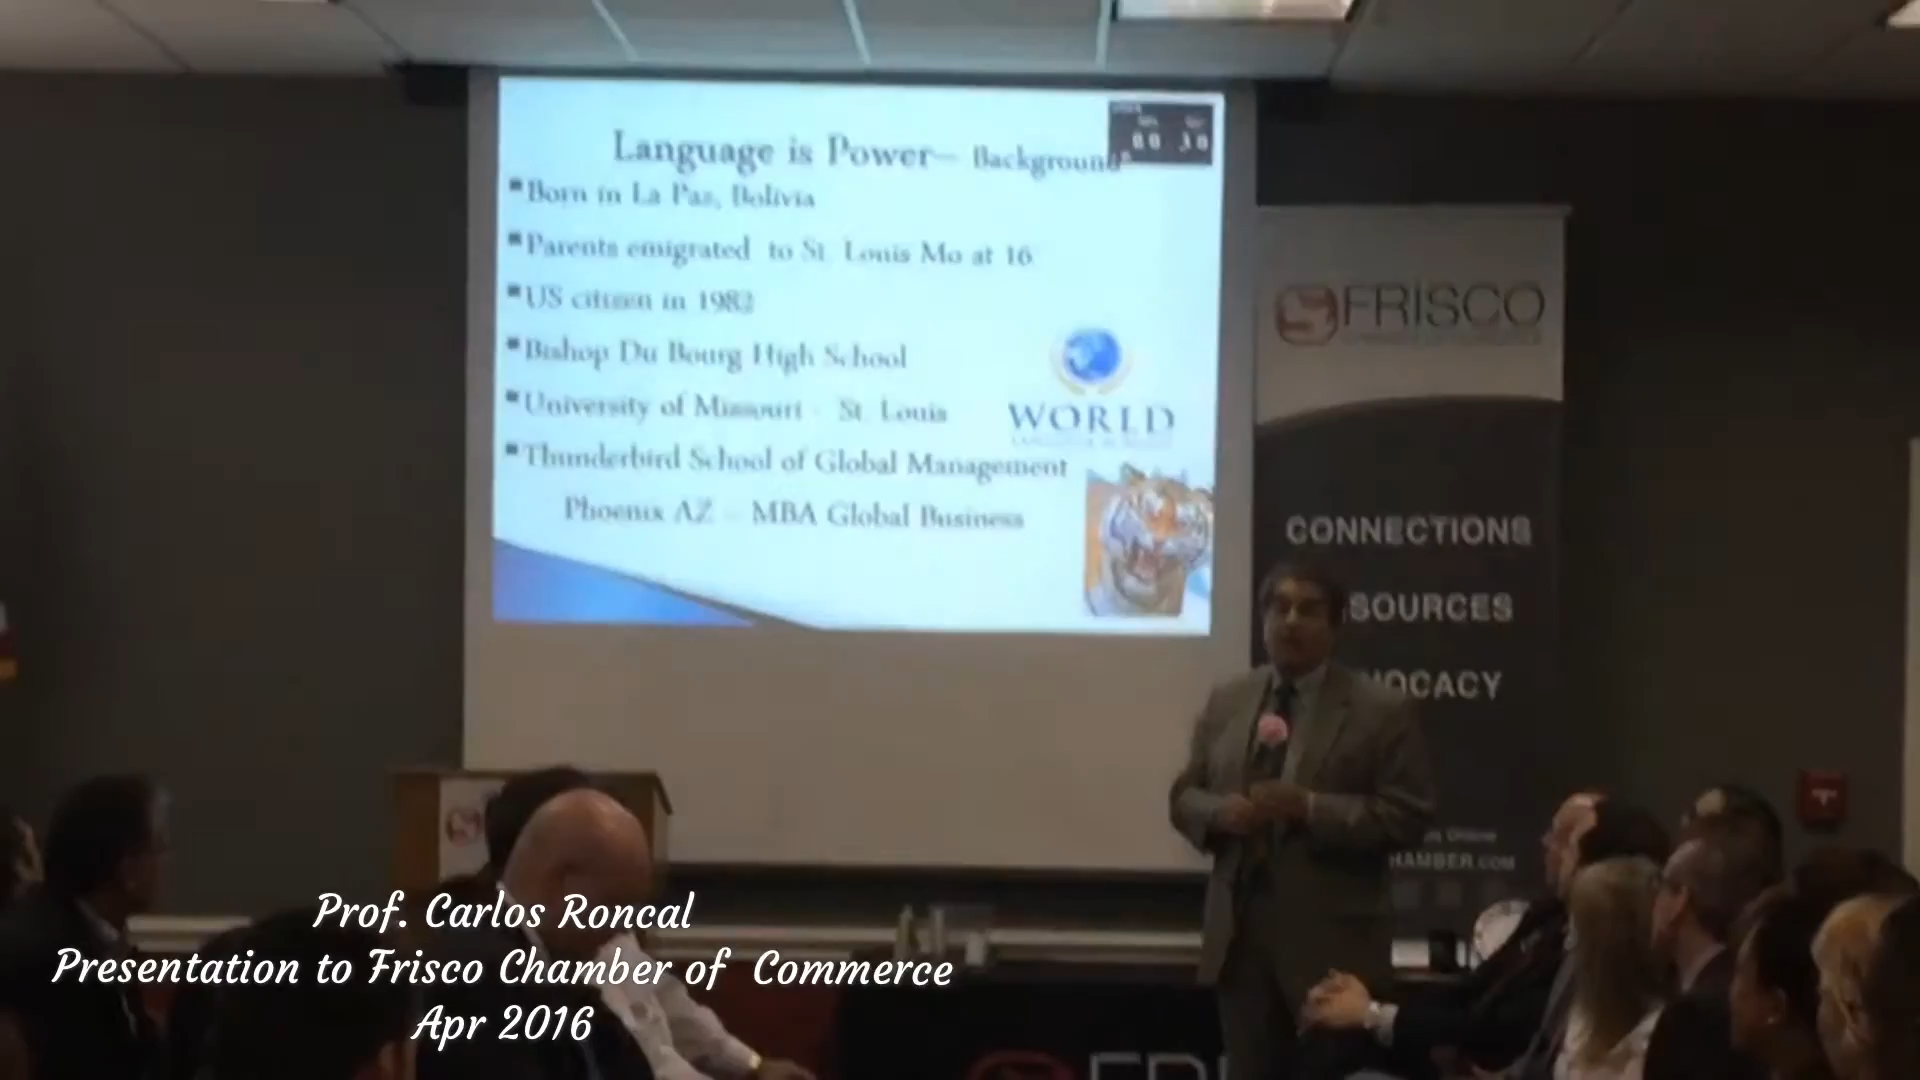 Language is Power– Background
Born in La Paz, Bolivia
Parents emigrated to St. Louis Mo at 16
US citizen in 1982
Bishop Du Bourg High School
University of Missouri - St. Louis
Thunderbird School of Global Management
Phoenix AZ – MBA Global Business
WORLD
FRISCO
CONNECTIONS
SOURCES
OCACY
HAMBER.COM
Prof. Carlos Roncal
Presentation to Frisco Chamber of Commerce
Apr 2016